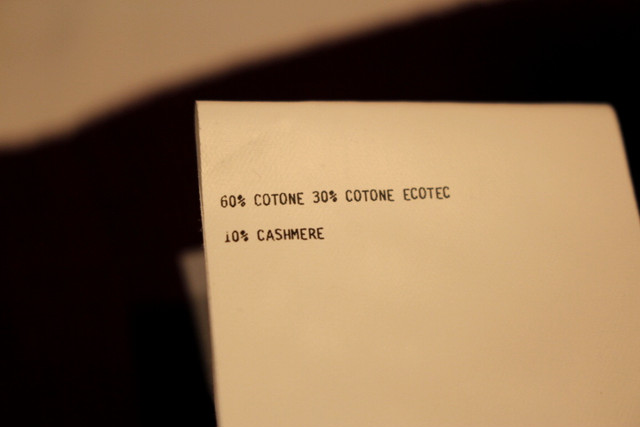 60% COTONE 30% COTONE ECOTEC
10% CASHMERE